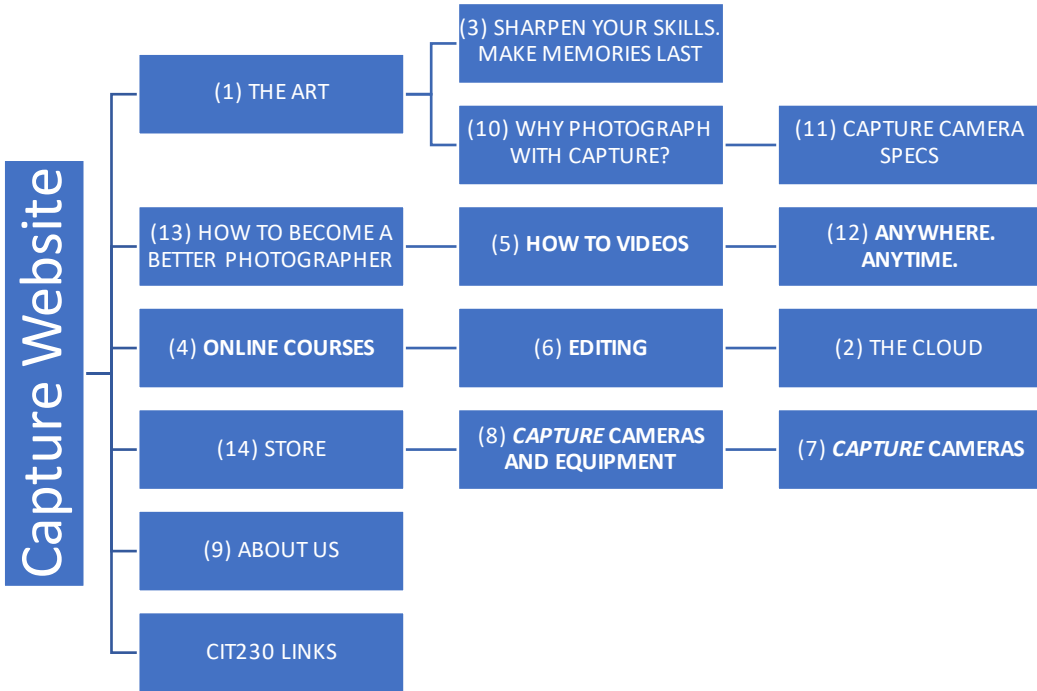 Capture Website
(1) THE ART
(3) SHARPEN YOUR SKILLS.
MAKE MEMORIES LAST
(10) WHY PHOTOGRAPH
WITH CAPTURE?
(11) CAPTURE CAMERA
SPECS
(13) HOW TO BECOME A
BETTER PHOTOGRAPHER
(5) HOW TO VIDEOS
(12) ANYWHERE.
ANYTIME.
(4) ONLINE COURSES
(6) EDITING
(2) THE CLOUD
(14) STORE
(8) CAPTURE CAMERAS
AND EQUIPMENT
(7) CAPTURE CAMERAS
(9) ABOUT US
CIT230 LINKS